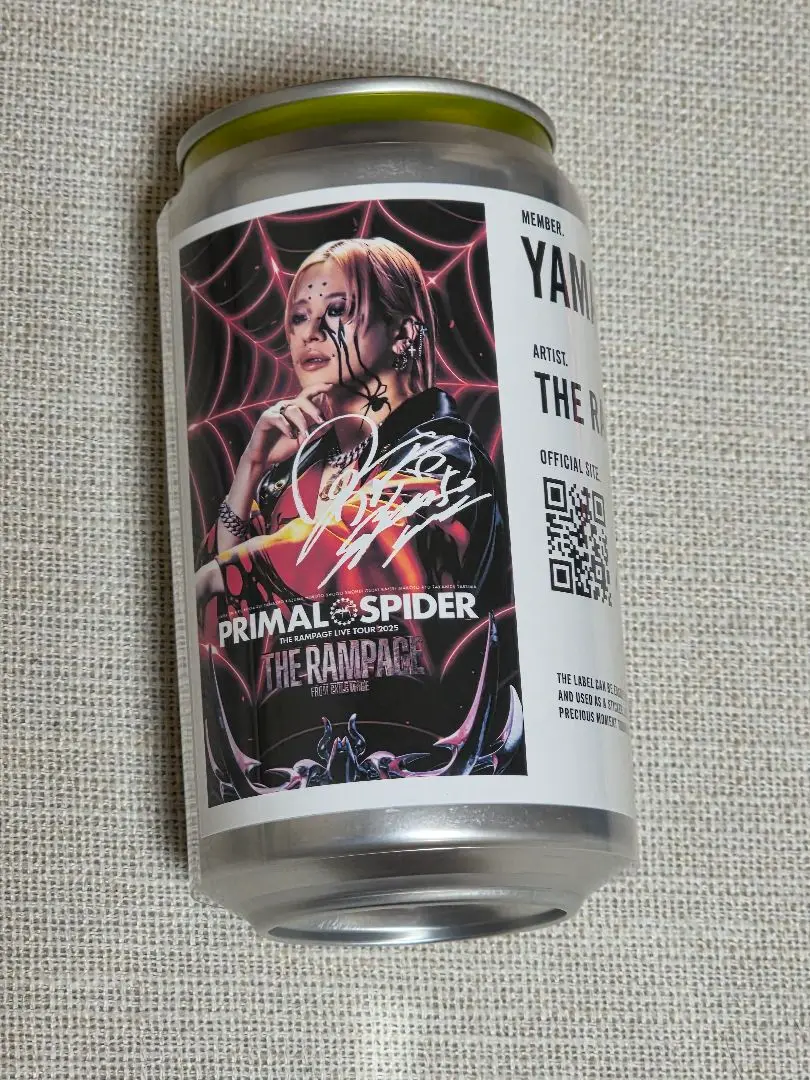 MEMBER.
YAM
ARTIST.
THE RA
OFFICIAL SITE.
PRIMAL SPIDER
THE RAMPAGE LIVE TOUR 2025
THE RAMPAGE
FROM EXILE TRIBE
THE LABEL CAN BE
AND USED AS A
PRECIOUS MOMENT